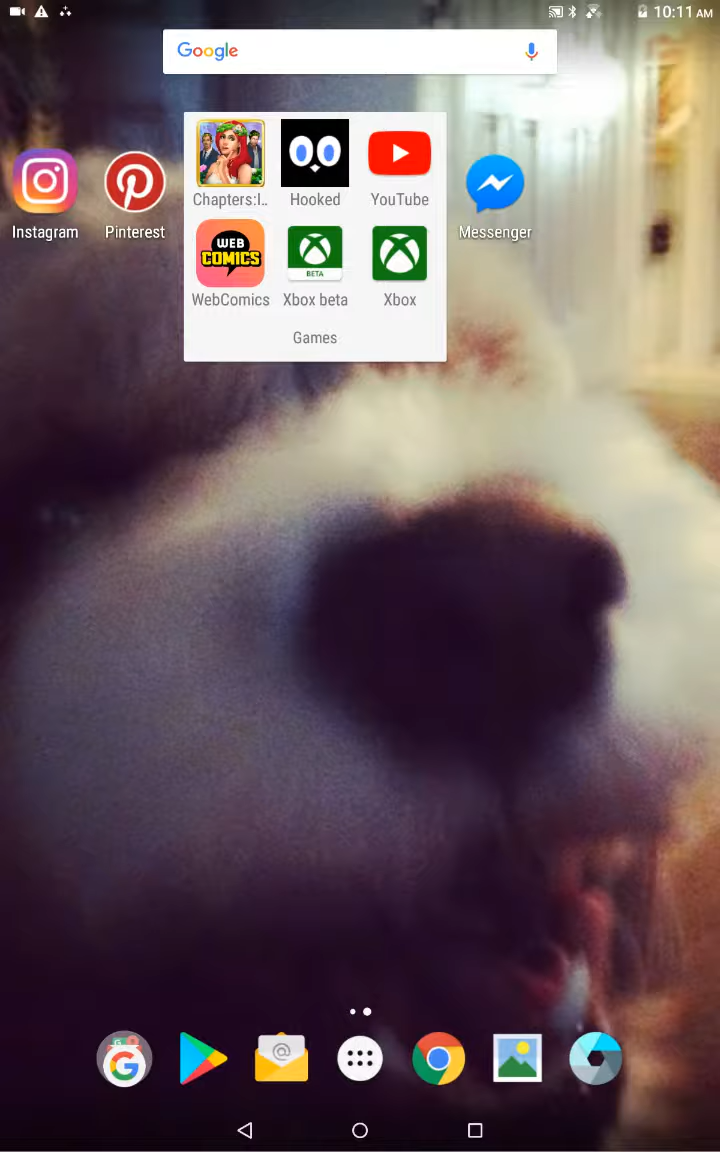 10:11 AM
Google
Chapters:I..
Hooked
YouTube
Instagram
Pinterest
Messenger
WEB
COMICS
BETA
WebComics
Xbox beta
Xbox
Games